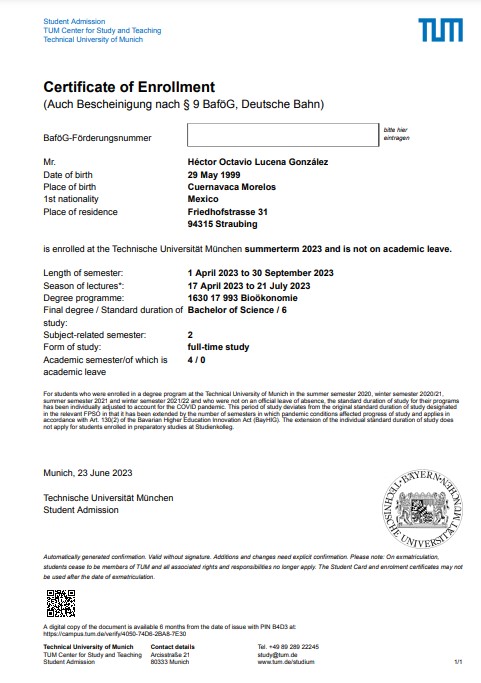 Student Admission
TUM Center for Study and Teaching
Technical University of Munich
TUM
Certificate of Enrollment
(Auch Bescheinigung nach § 9 BaföG, Deutsche Bahn)
BaföG-Förderungsnummer
bitte hier
eintragen
Mr. Héctor Octavio Lucena González
Date of birth 29 May 1999
Place of birth Cuernavaca Morelos
1st nationality Mexico
Place of residence Friedhofstrasse 31
94315 Straubing
is enrolled at the Technische Universität München summerterm 2023 and is not on academic leave.
Length of semester: 1 April 2023 to 30 September 2023
Season of lectures*: 17 April 2023 to 21 July 2023
Degree programme: 1630 17 993 Bioökonomie
Final degree / Standard duration of Bachelor of Science / 6
study:
Subject-related semester: 2
Form of study: full-time study
Academic semester/of which is 4 / 0
academic leave
For students who were enrolled in a degree program at the Technical University of Munich in the summer semester 2020, winter semester 2020/21,
summer semester 2021 and winter semester 2021/22 and who were not on an official leave of absence, the standard duration of study for their programs
has been individually adjusted to account for the COVID pandemic. This period of study deviates from the original standard duration of study designated
in the relevant FPSO in that it has been extended by the number of semesters in which pandemic conditions affected progress of study and applies in
accordance with Art. 130(2) of the Bavarian Higher Education Innovation Act (BayHIG). The extension of the individual standard duration of study does
not apply for students enrolled in preparatory studies at Studienkolleg.
Munich, 23 June 2023
Technische Universität München
Student Admission
BAYERN
TECHNISCHE UNIVERSITÄT MÜNCHEN
Automatically generated confirmation. Valid without signature. Additions and changes need explicit confirmation. Please note: On exmatriculation,
students cease to be members of TUM and all associated rights and responsibilities no longer apply. The Student Card and enrolment certificates may not
be used after the date of exmatriculation.
A digital copy of the document is available 6 months from the date of issue with PIN B4D3 at:
https://campus.tum.de/verify/4050-74D6-2BA8-7E30
Technical University of Munich Contact details Tel. +49 89 289 22245
TUM Center for Study and Teaching Arcisstraße 21 study@tum.de
Student Admission 80333 Munich www.tum.de/studium 1/1